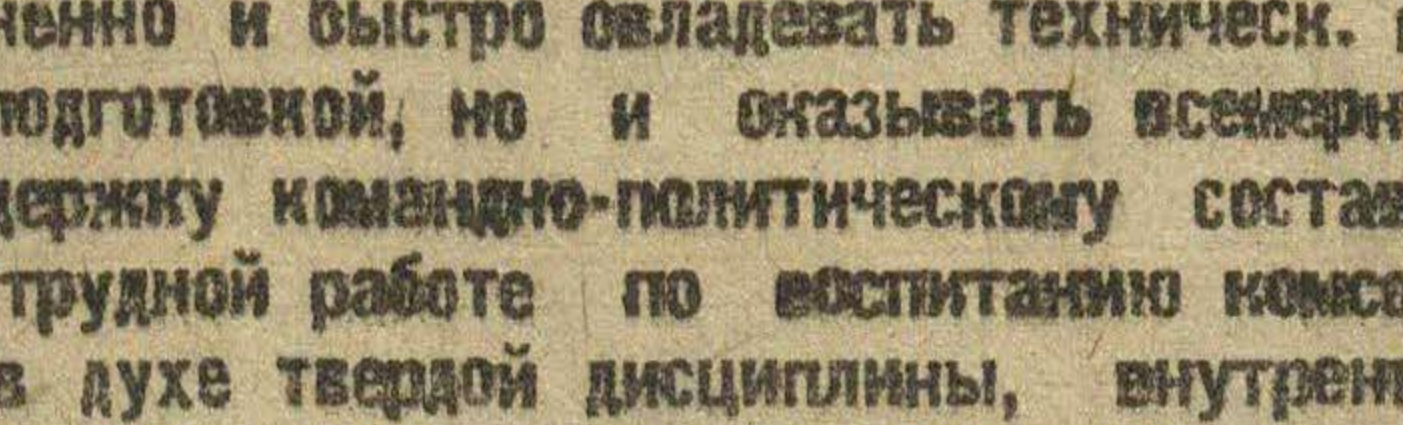 ненно и быстро овладевать техническ.
подготовкой, но и оказывать всемерн
держку командно-политическому состав
трудной работе по воспитанию комсо
в духе твердой дисциплины, внутрен